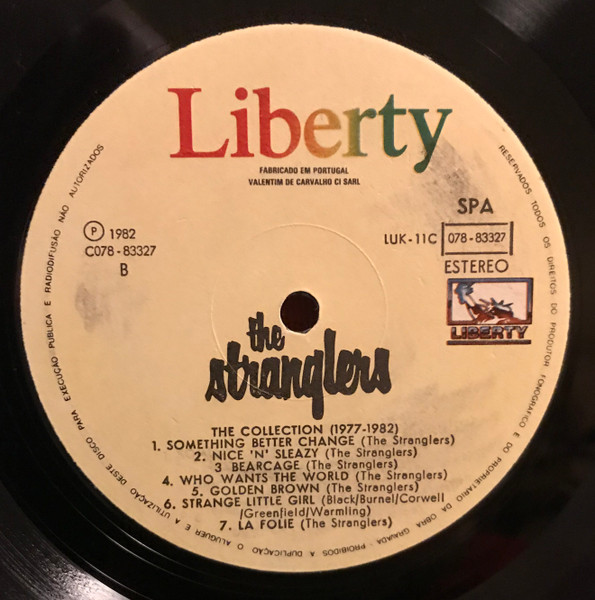 Liberty
FABRICADO EM PORTUGAL
VALENTIM DE CARVALHO CI SARL
SPA
Ⓟ 1982
C078-83327
B
LUK-11C 078-83327
ESTEREO
LIBERTY
the
stranglers
THE COLLECTION (1977-1982)
1. SOMETHING BETTER CHANGE (The Stranglers)
2. NICE 'N' SLEAZY (The Stranglers)
3 BEARCAGE (The Stranglers)
4. WHO WANTS THE WORLD (The Stranglers)
5. GOLDEN BROWN (The Stranglers)
6. STRANGE LITTLE GIRL (Black/Burnel/Corwell
/Greenfield/Warmling)
7. LA FOLIE (The Stranglers)
RESERVADOS TODOS OS DIREITOS DO PRODUTOR FONOGRÁFICO E DO PROPRIETÁRIO DA OBRA GRAVADA - PROIBIDOS A DUPLICAÇÃO O ALUGUER E A UTILIZAÇÃO DESTE DISCO PARA EXECUÇÃO PÚBLICA E RADIODIFUSÃO NÃO AUTORIZADOS